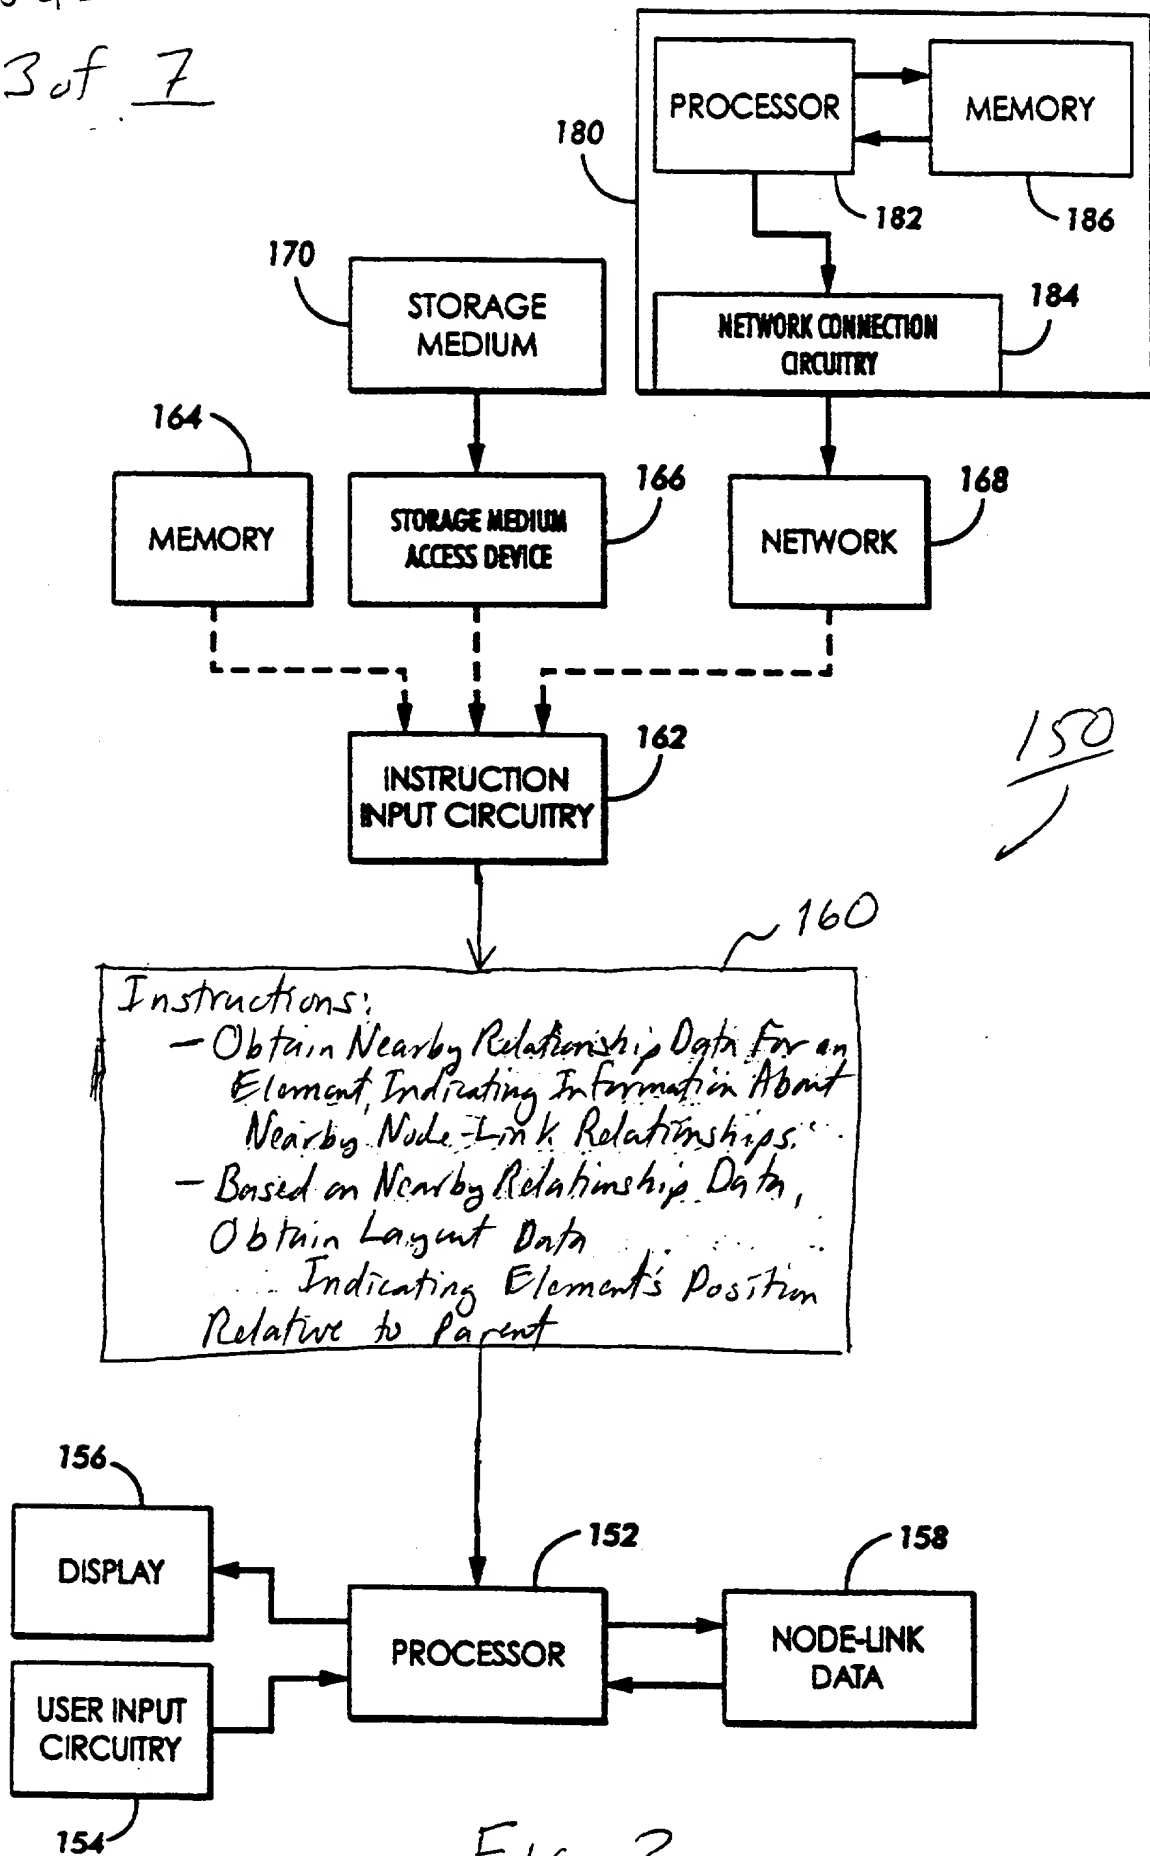 3 of 7
PROCESSOR
MEMORY
180
182
186
170
STORAGE
MEDIUM
184
NETWORK CONNECTION
CIRCUITRY
164
166
168
MEMORY
STORAGE MEDIUM
ACCESS DEVICE
NETWORK
162
150
INSTRUCTION
INPUT CIRCUITRY
160
Instructions:
- Obtain Nearby Relationship Data For an
Element, Indicating Information About
Nearby Node-Link Relationships.
- Based on Nearby Relationship Data,
Obtain Layout Data
Indicating Element's Position
Relative to Parent
156
152
158
DISPLAY
PROCESSOR
NODE-LINK
DATA
USER INPUT
CIRCUITRY
154